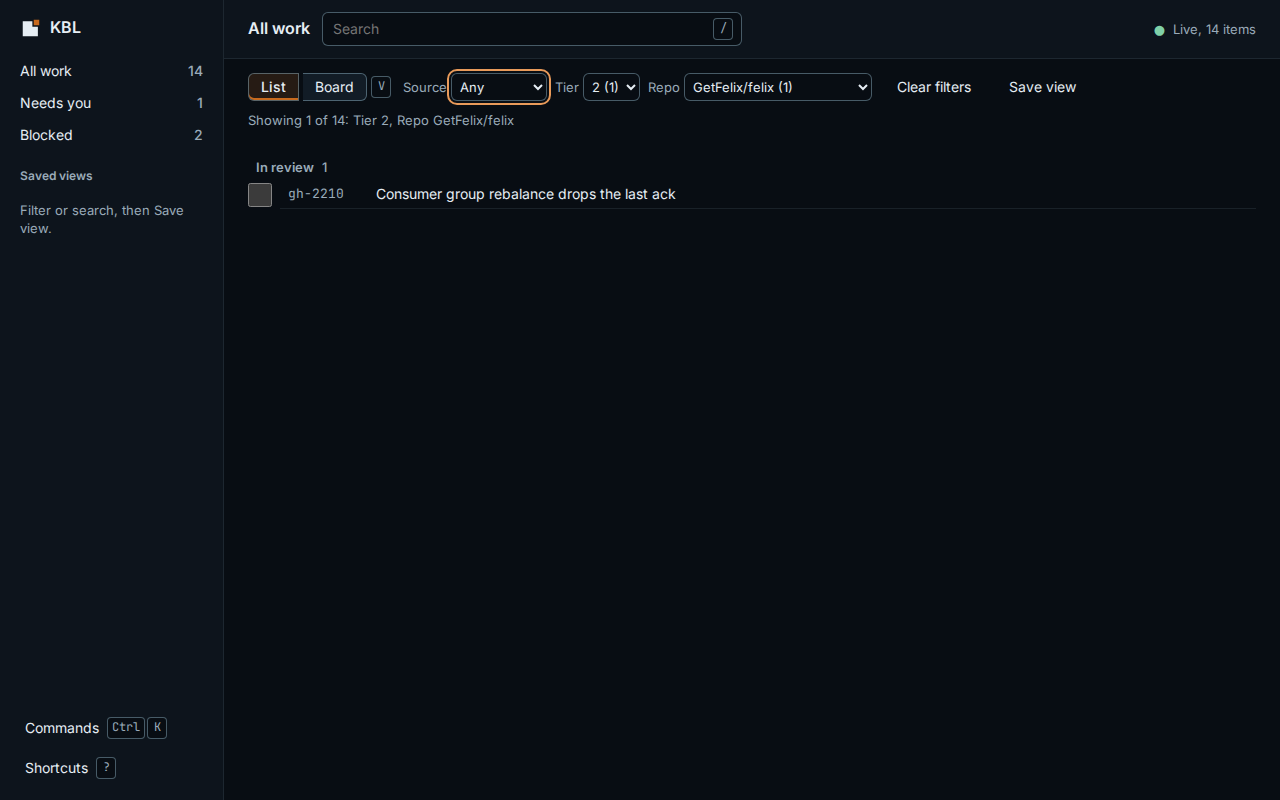 KBL
All work 14
Needs you 1
Blocked 2
Saved views
Filter or search, then Save
view.
Commands Ctrl K
Shortcuts ?
All work Search / Live, 14 items
List Board V Source Any Tier 2 (1) Repo GetFelix/felix (1) Clear filters Save view
Showing 1 of 14: Tier 2, Repo GetFelix/felix
In review 1
gh-2210 Consumer group rebalance drops the last ack